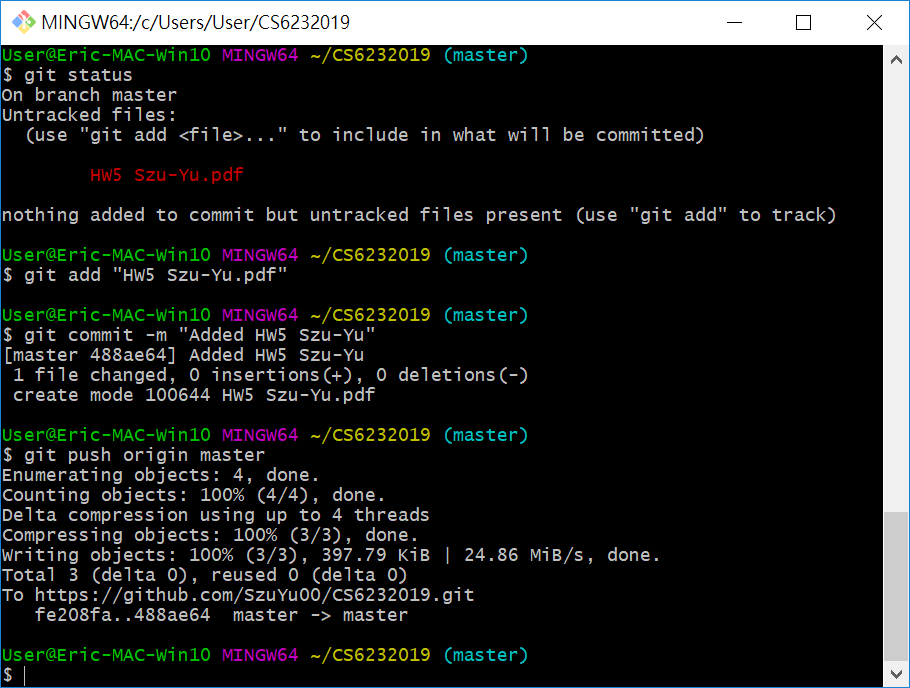 MINGW64:/c/Users/User/CS6232019
User@Eric-MAC-Win10 MINGW64 ~/CS6232019 (master)
$ git status
On branch master
Untracked files:
  (use "git add <file>..." to include in what will be committed)
        HW5 Szu-Yu.pdf
nothing added to commit but untracked files present (use "git add" to track)
User@Eric-MAC-Win10 MINGW64 ~/CS6232019 (master)
$ git add "HW5 Szu-Yu.pdf"
User@Eric-MAC-Win10 MINGW64 ~/CS6232019 (master)
$ git commit -m "Added HW5 Szu-Yu"
[master 488ae64] Added HW5 Szu-Yu
 1 file changed, 0 insertions(+), 0 deletions(-)
 create mode 100644 HW5 Szu-Yu.pdf
User@Eric-MAC-Win10 MINGW64 ~/CS6232019 (master)
$ git push origin master
Enumerating objects: 4, done.
Counting objects: 100% (4/4), done.
Delta compression using up to 4 threads
Compressing objects: 100% (3/3), done.
Writing objects: 100% (3/3), 397.79 KiB | 24.86 MiB/s, done.
Total 3 (delta 0), reused 0 (delta 0)
To https://github.com/SzuYu00/CS6232019.git
   fe208fa..488ae64  master -> master
User@Eric-MAC-Win10 MINGW64 ~/CS6232019 (master)
$